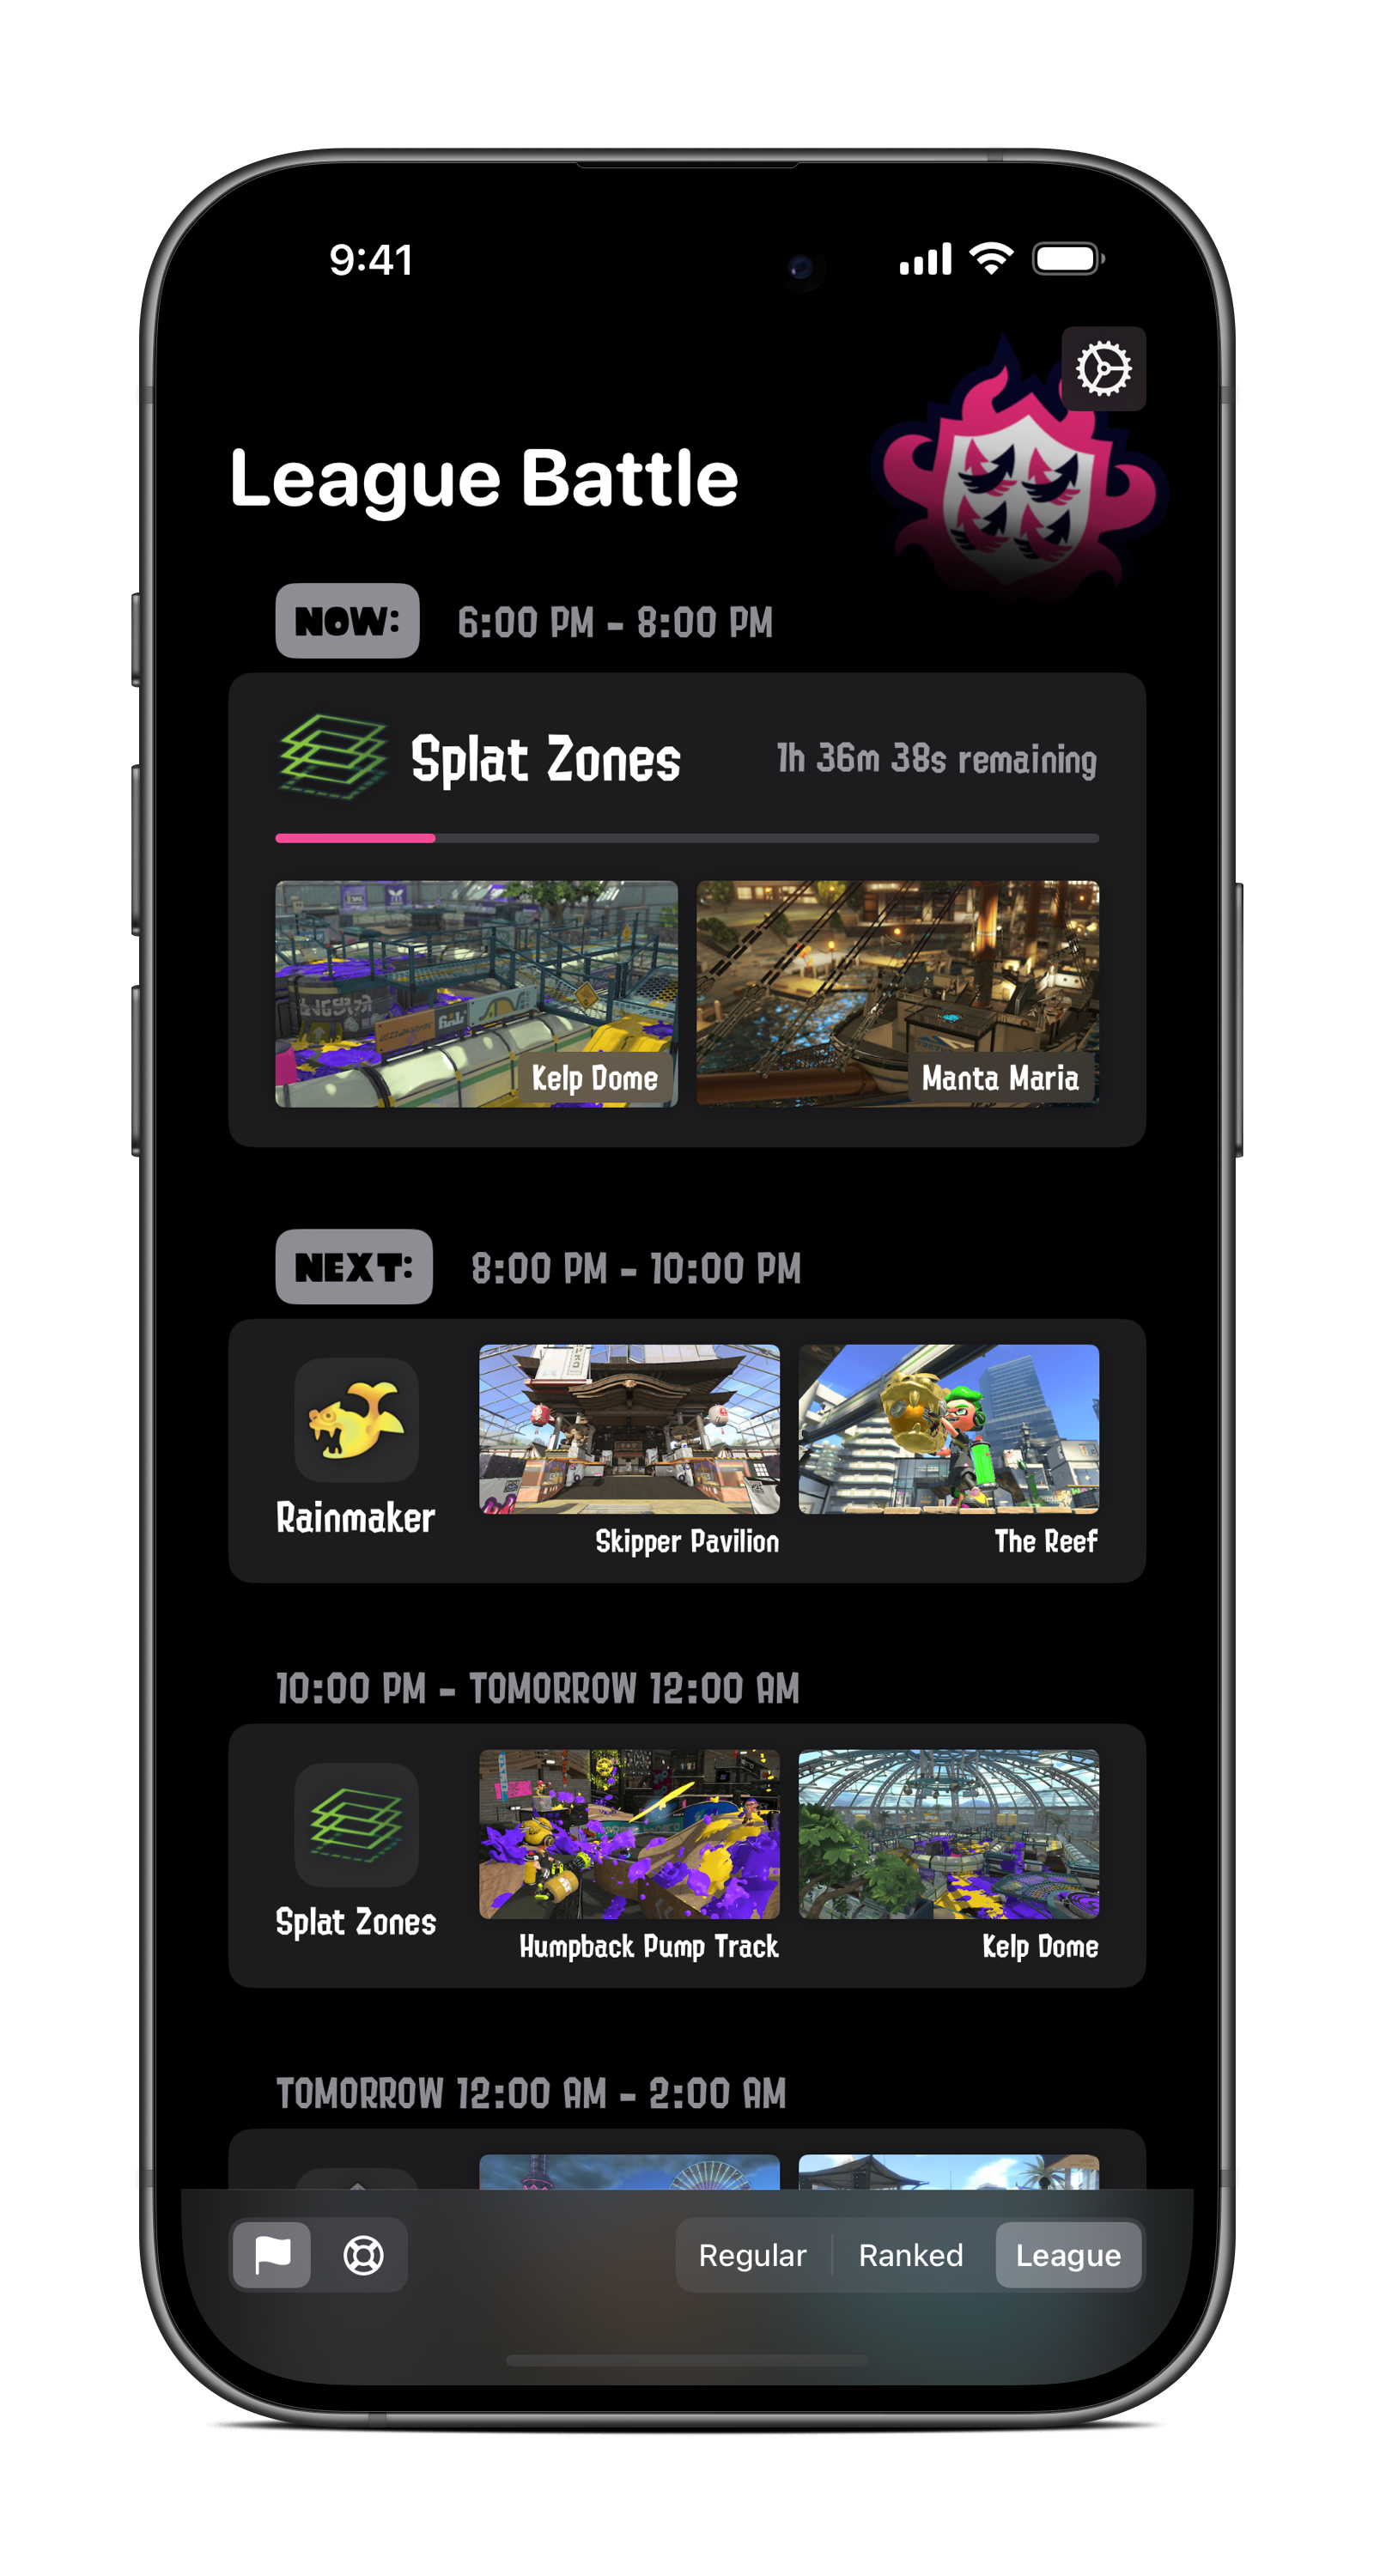 9:41
League Battle
NOW: 6:00 PM - 8:00 PM
Splat Zones 1h 36m 38s remaining
Kelp Dome Manta Maria
NEXT: 8:00 PM - 10:00 PM
Rainmaker
Skipper Pavilion The Reef
10:00 PM - TOMORROW 12:00 AM
Splat Zones
Humpback Pump Track Kelp Dome
TOMORROW 12:00 AM - 2:00 AM
Regular Ranked League